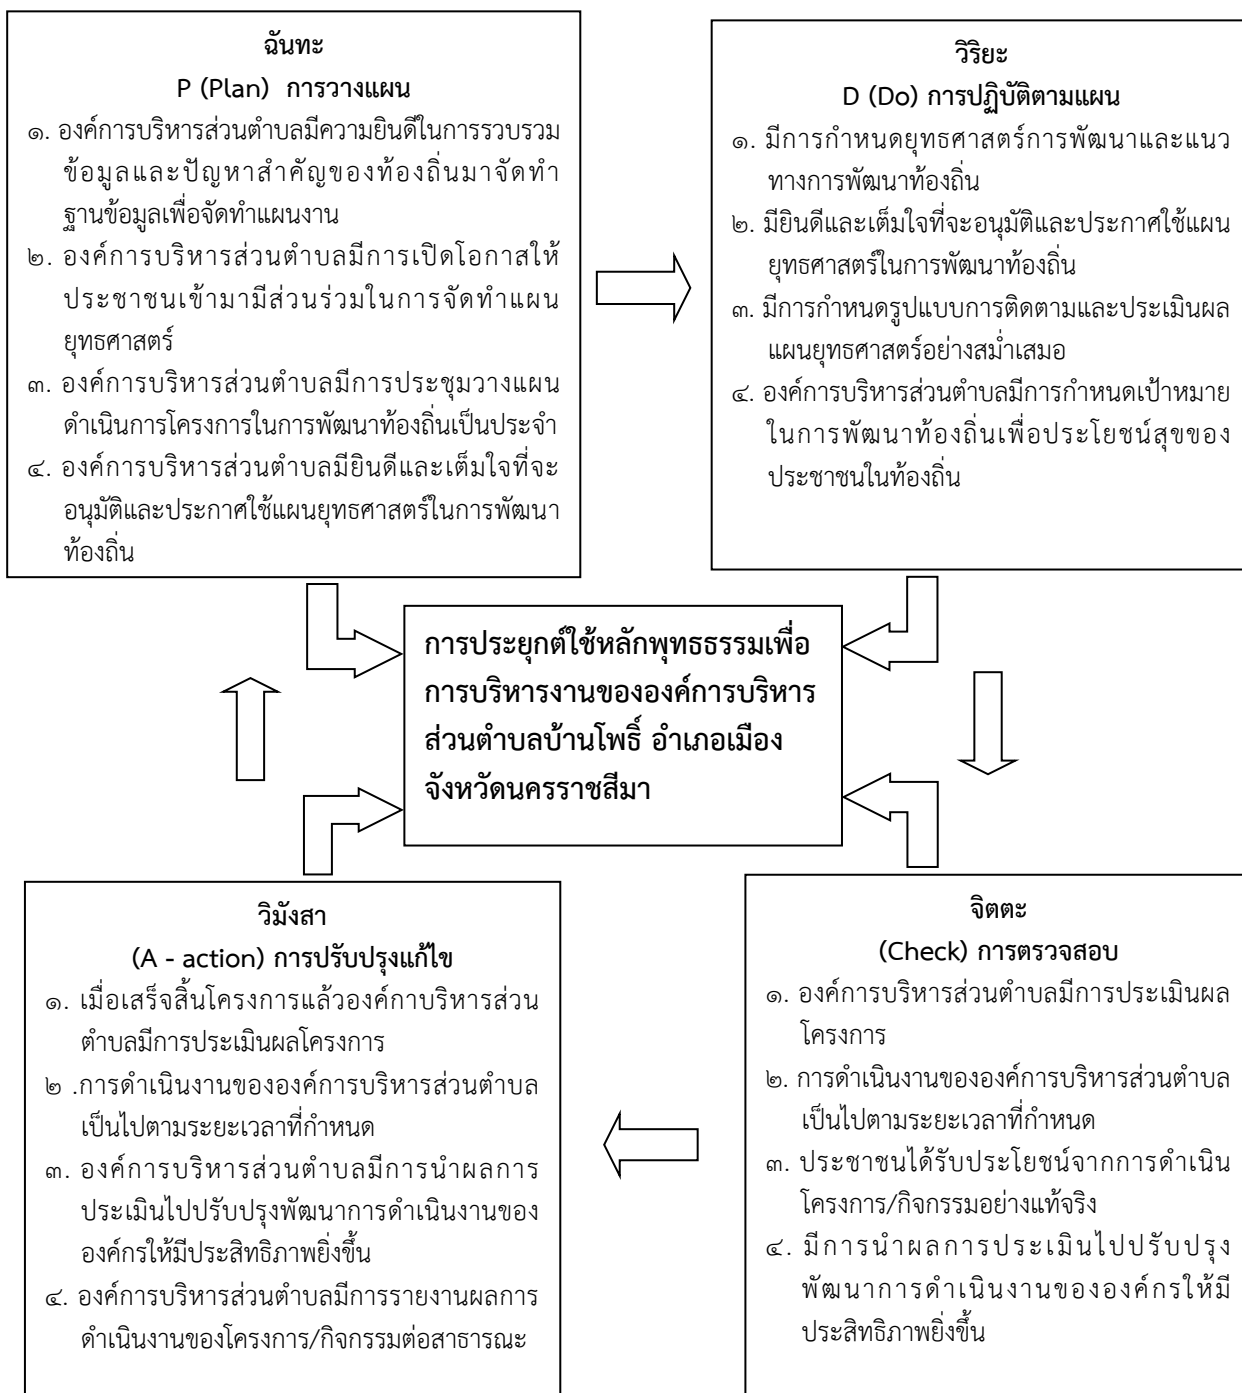 ฉันทะ
P (Plan)  การวางแผน
๑. องค์การบริหารส่วนตำบลมีความยินดีในการรวบรวม
ข้อมูลและปัญหาสำคัญของท้องถิ่นมาจัดทำ
ฐานข้อมูลเพื่อจัดทำแผนงาน
๒. องค์การบริหารส่วนตำบลมีการเปิดโอกาสให้
ประชาชนเข้ามามีส่วนร่วมในการจัดทำแผน
ยุทธศาสตร์
๓. องค์การบริหารส่วนตำบลมีการประชุมวางแผน
ดำเนินการโครงการในการพัฒนาท้องถิ่นเป็นประจำ
๔. องค์การบริหารส่วนตำบลมียินดีและเต็มใจที่จะ
อนุมัติและประกาศใช้แผนยุทธศาสตร์ในการพัฒนา
ท้องถิ่น
วิริยะ
D (Do) การปฏิบัติตามแผน
๑. มีการกำหนดยุทธศาสตร์การพัฒนาและแนว
ทางการพัฒนาท้องถิ่น
๒. มียินดีและเต็มใจที่จะอนุมัติและประกาศใช้แผน
ยุทธศาสตร์ในการพัฒนาท้องถิ่น
๓. มีการกำหนดรูปแบบการติดตามและประเมินผล
แผนยุทธศาสตร์อย่างสม่ำเสมอ
๔. องค์การบริหารส่วนตำบลมีการกำหนดเป้าหมาย
ในการพัฒนาท้องถิ่นเพื่อประโยชน์สุขของ
ประชาชนในท้องถิ่น
การประยุกต์ใช้หลักพุทธธรรมเพื่อ
การบริหารงานขององค์การบริหาร
ส่วนตำบลบ้านโพธิ์ อำเภอเมือง
จังหวัดนครราชสีมา
วิมังสา
(A - action) การปรับปรุงแก้ไข
๑. เมื่อเสร็จสิ้นโครงการแล้วองค์กาบริหารส่วน
ตำบลมีการประเมินผลโครงการ
๒ .การดำเนินงานขององค์การบริหารส่วนตำบล
เป็นไปตามระยะเวลาที่กำหนด
๓. องค์การบริหารส่วนตำบลมีการนำผลการ
ประเมินไปปรับปรุงพัฒนาการดำเนินงานของ
องค์กรให้มีประสิทธิภาพยิ่งขึ้น
๔. องค์การบริหารส่วนตำบลมีการรายงานผลการ
ดำเนินงานของโครงการ/กิจกรรมต่อสาธารณะ
จิตตะ
(Check) การตรวจสอบ
๑. องค์การบริหารส่วนตำบลมีการประเมินผล
โครงการ
๒. การดำเนินงานขององค์การบริหารส่วนตำบล
เป็นไปตามระยะเวลาที่กำหนด
๓. ประชาชนได้รับประโยชน์จากการดำเนิน
โครงการ/กิจกรรมอย่างแท้จริง
๔. มีการนำผลการประเมินไปปรับปรุง
พัฒนาการดำเนินงานขององค์กรให้มี
ประสิทธิภาพยิ่งขึ้น